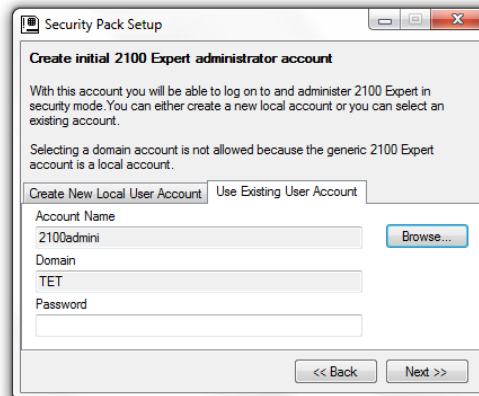 Security Pack Setup
Create initial 2100 Expert administrator account
With this account you will be able to log on to and administer 2100 Expert in
security mode.You can either create a new local account or you can select an
existing account.
Selecting a domain account is not allowed because the generic 2100 Expert
account is a local account.
Create New Local User Account Use Existing User Account
Account Name
2100admini Browse...
Domain
TET
Password
<< Back Next >>